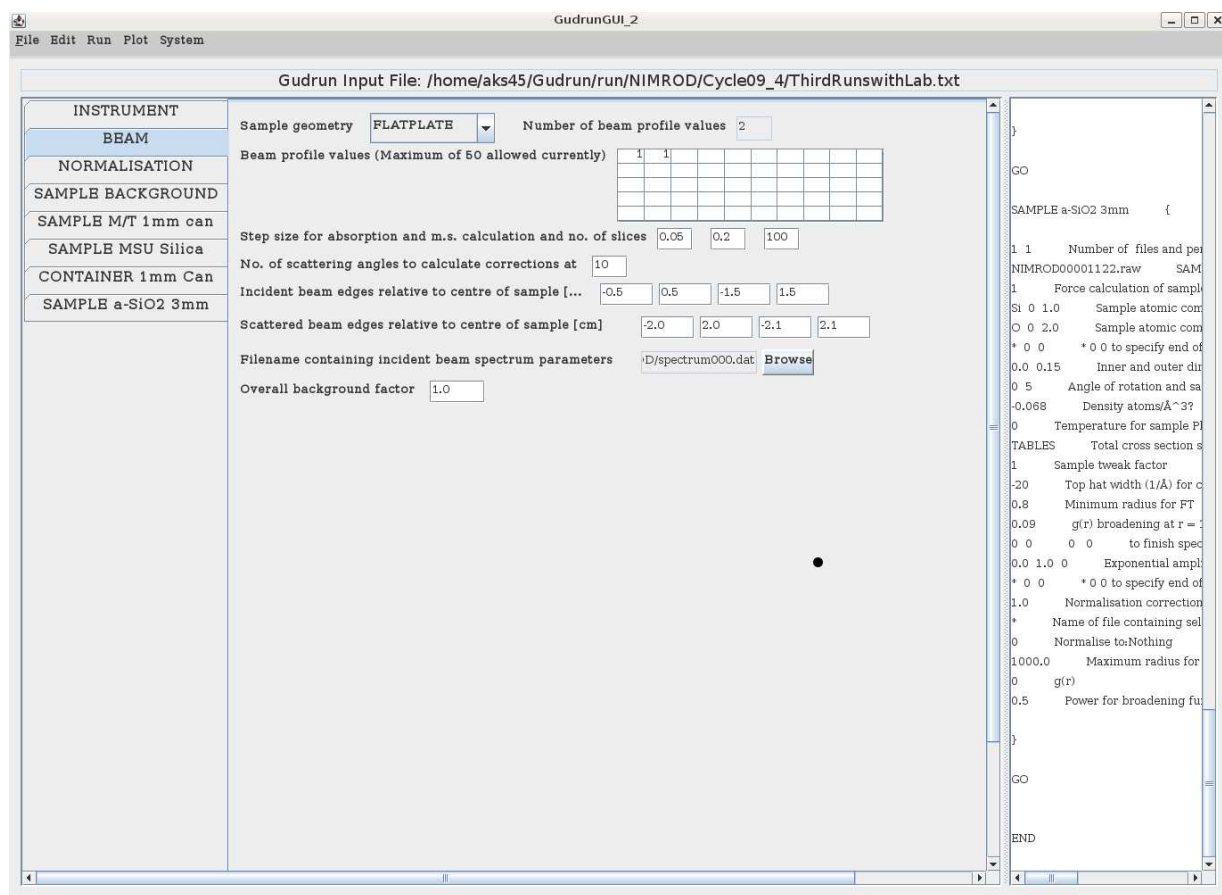 GudrunGUI_2
File Edit Run Plot System
Gudrun Input File: /home/aks45/Gudrun/run/NIMROD/Cycle09_4/ThirdRunswithLab.txt
INSTRUMENT
BEAM
NORMALISATION
SAMPLE BACKGROUND
SAMPLE M/T 1mm can
SAMPLE MSU Silica
CONTAINER 1mm Can
SAMPLE a-SiO2 3mm
Sample geometry FLATPLATE Number of beam profile values 2
Beam profile values (Maximum of 50 allowed currently) 1 1
Step size for absorption and m.s. calculation and no. of slices 0.05 0.2 100
No. of scattering angles to calculate corrections at 10
Incident beam edges relative to centre of sample [... -0.5 0.5 -1.5 1.5
Scattered beam edges relative to centre of sample [cm] -2.0 2.0 -2.1 2.1
Filename containing incident beam spectrum parameters D/spectrum000.dat Browse
Overall background factor 1.0
}
GO
SAMPLE a-SiO2 3mm {
1 1 Number of files and per
NIMROD00001122.raw SAM
1 Force calculation of sampl
Si 0 1.0 Sample atomic com
O 0 2.0 Sample atomic com
* 0 0 * 0 0 to specify end of
0.0 0.15 Inner and outer dir
0 5 Angle of rotation and sa
-0.068 Density atoms/Å^3?
0 Temperature for sample Pl
TABLES Total cross section s
1 Sample tweak factor
-20 Top hat width (1/Å) for c
0.8 Minimum radius for FT
0.09 g(r) broadening at r = 1
0 0 0 0 to finish spec
0.0 1.0 0 Exponential ampl
* 0 0 * 0 0 to specify end of
1.0 Normalisation correction
* Name of file containing sel
0 Normalise to:Nothing
1000.0 Maximum radius for
0 g(r)
0.5 Power for broadening fu
}
GO
END